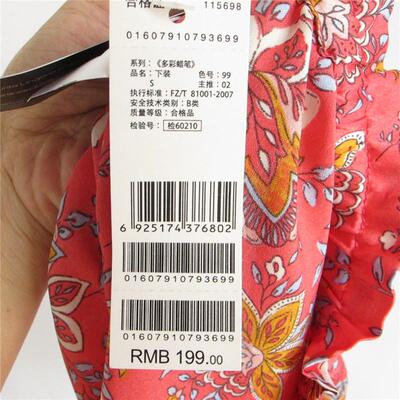 合格
115698
01607910793699
系列：《多彩蜡笔》
品名：下装 色号：99
S 主推：02
执行标准：FZ/T 81001-2007
安全技术类别：B类
质量等级：合格品
检验号： 检60210
6 925174 376802
01607910793699
01607910793699
RMB 199.00